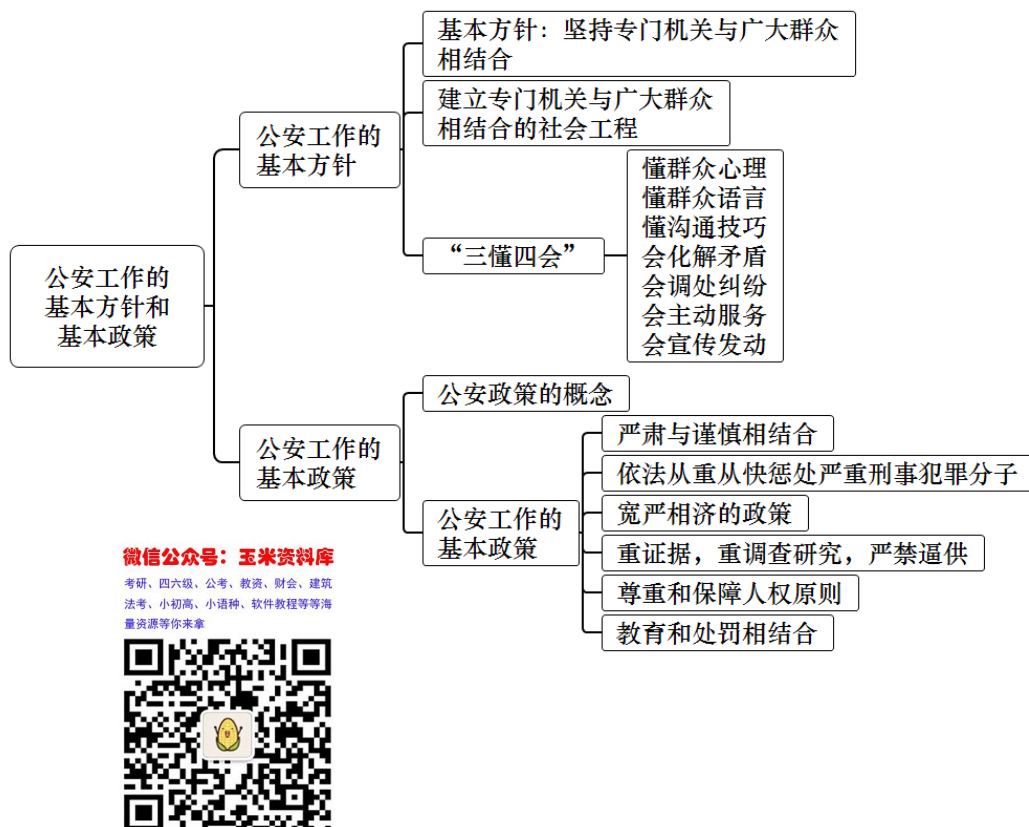 公安工作的
基本方针和
基本政策
公安工作的
基本方针
基本方针：坚持专门机关与广大群众
相结合
建立专门机关与广大群众
相结合的社会工程
“三懂四会”
懂群众心理
懂群众语言
懂沟通技巧
会化解矛盾
会调处纠纷
会主动服务
会宣传发动
公安工作的
基本政策
公安政策的概念
公安工作的
基本政策
严肃与谨慎相结合
依法从重从快惩处严重刑事犯罪分子
宽严相济的政策
重证据，重调查研究，严禁逼供
尊重和保障人权原则
教育和处罚相结合
微信公众号：玉米资料库
考研、四六级、公考、教资、财会、建筑
法考、小初高、小语种、软件教程等等海
量资源等你来拿